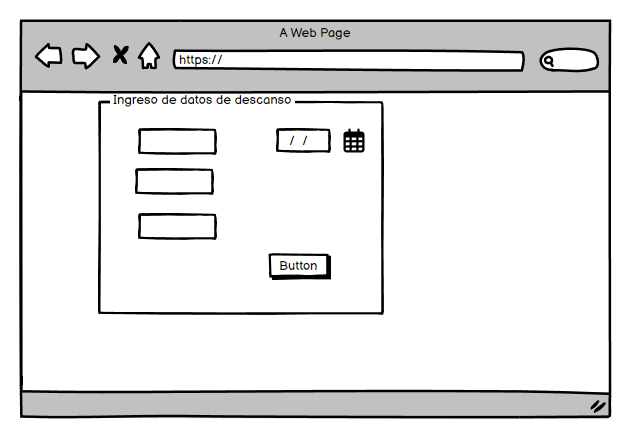 A Web Page
https://
Ingreso de datos de descanso
/ /
Button